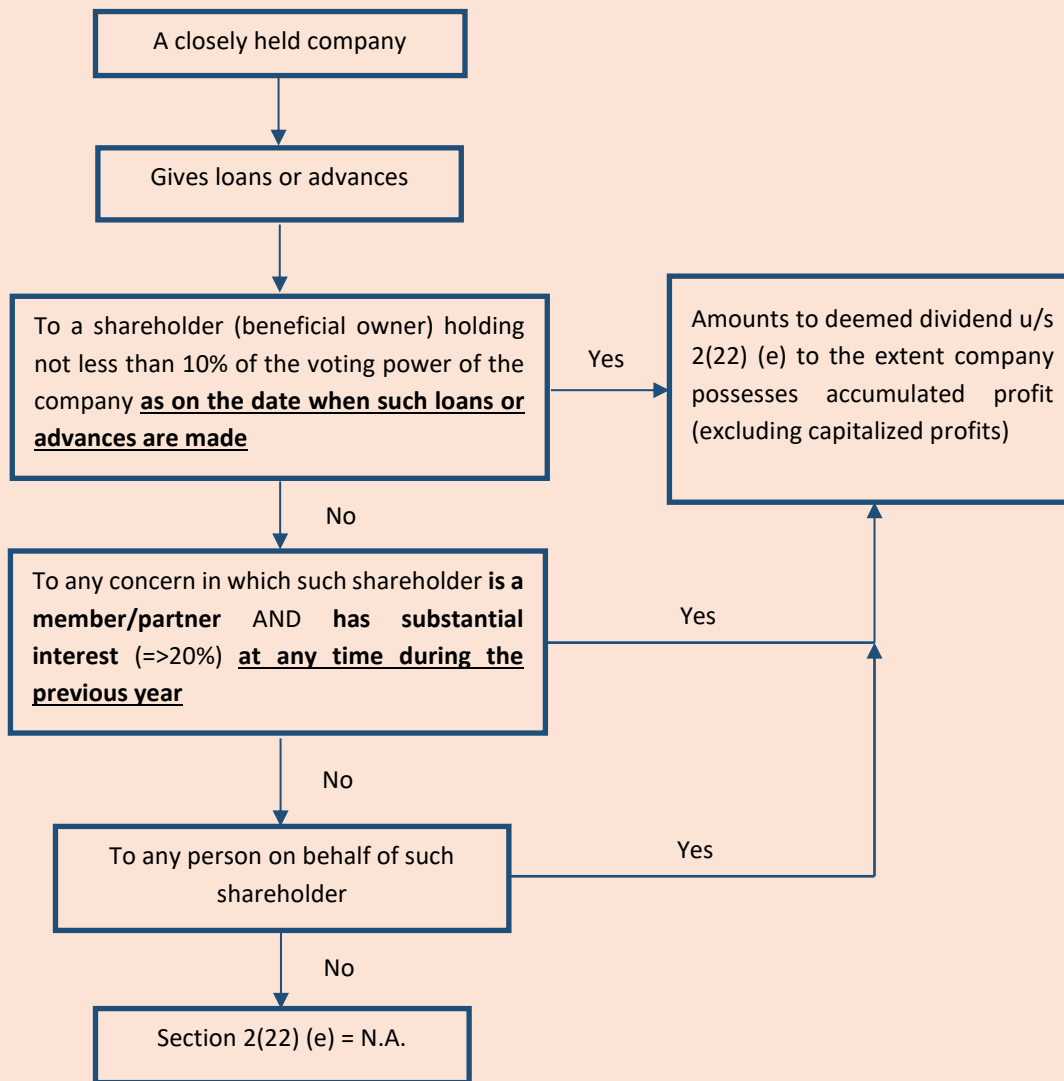 A closely held company
Gives loans or advances
To a shareholder (beneficial owner) holding
not less than 10% of the voting power of the
company as on the date when such loans or
advances are made
Yes
Amounts to deemed dividend u/s
2(22) (e) to the extent company
possesses accumulated profit
(excluding capitalized profits)
No
To any concern in which such shareholder is a
member/partner AND has substantial
interest (=>20%) at any time during the
previous year
Yes
No
To any person on behalf of such
shareholder
Yes
No
Section 2(22) (e) = N.A.